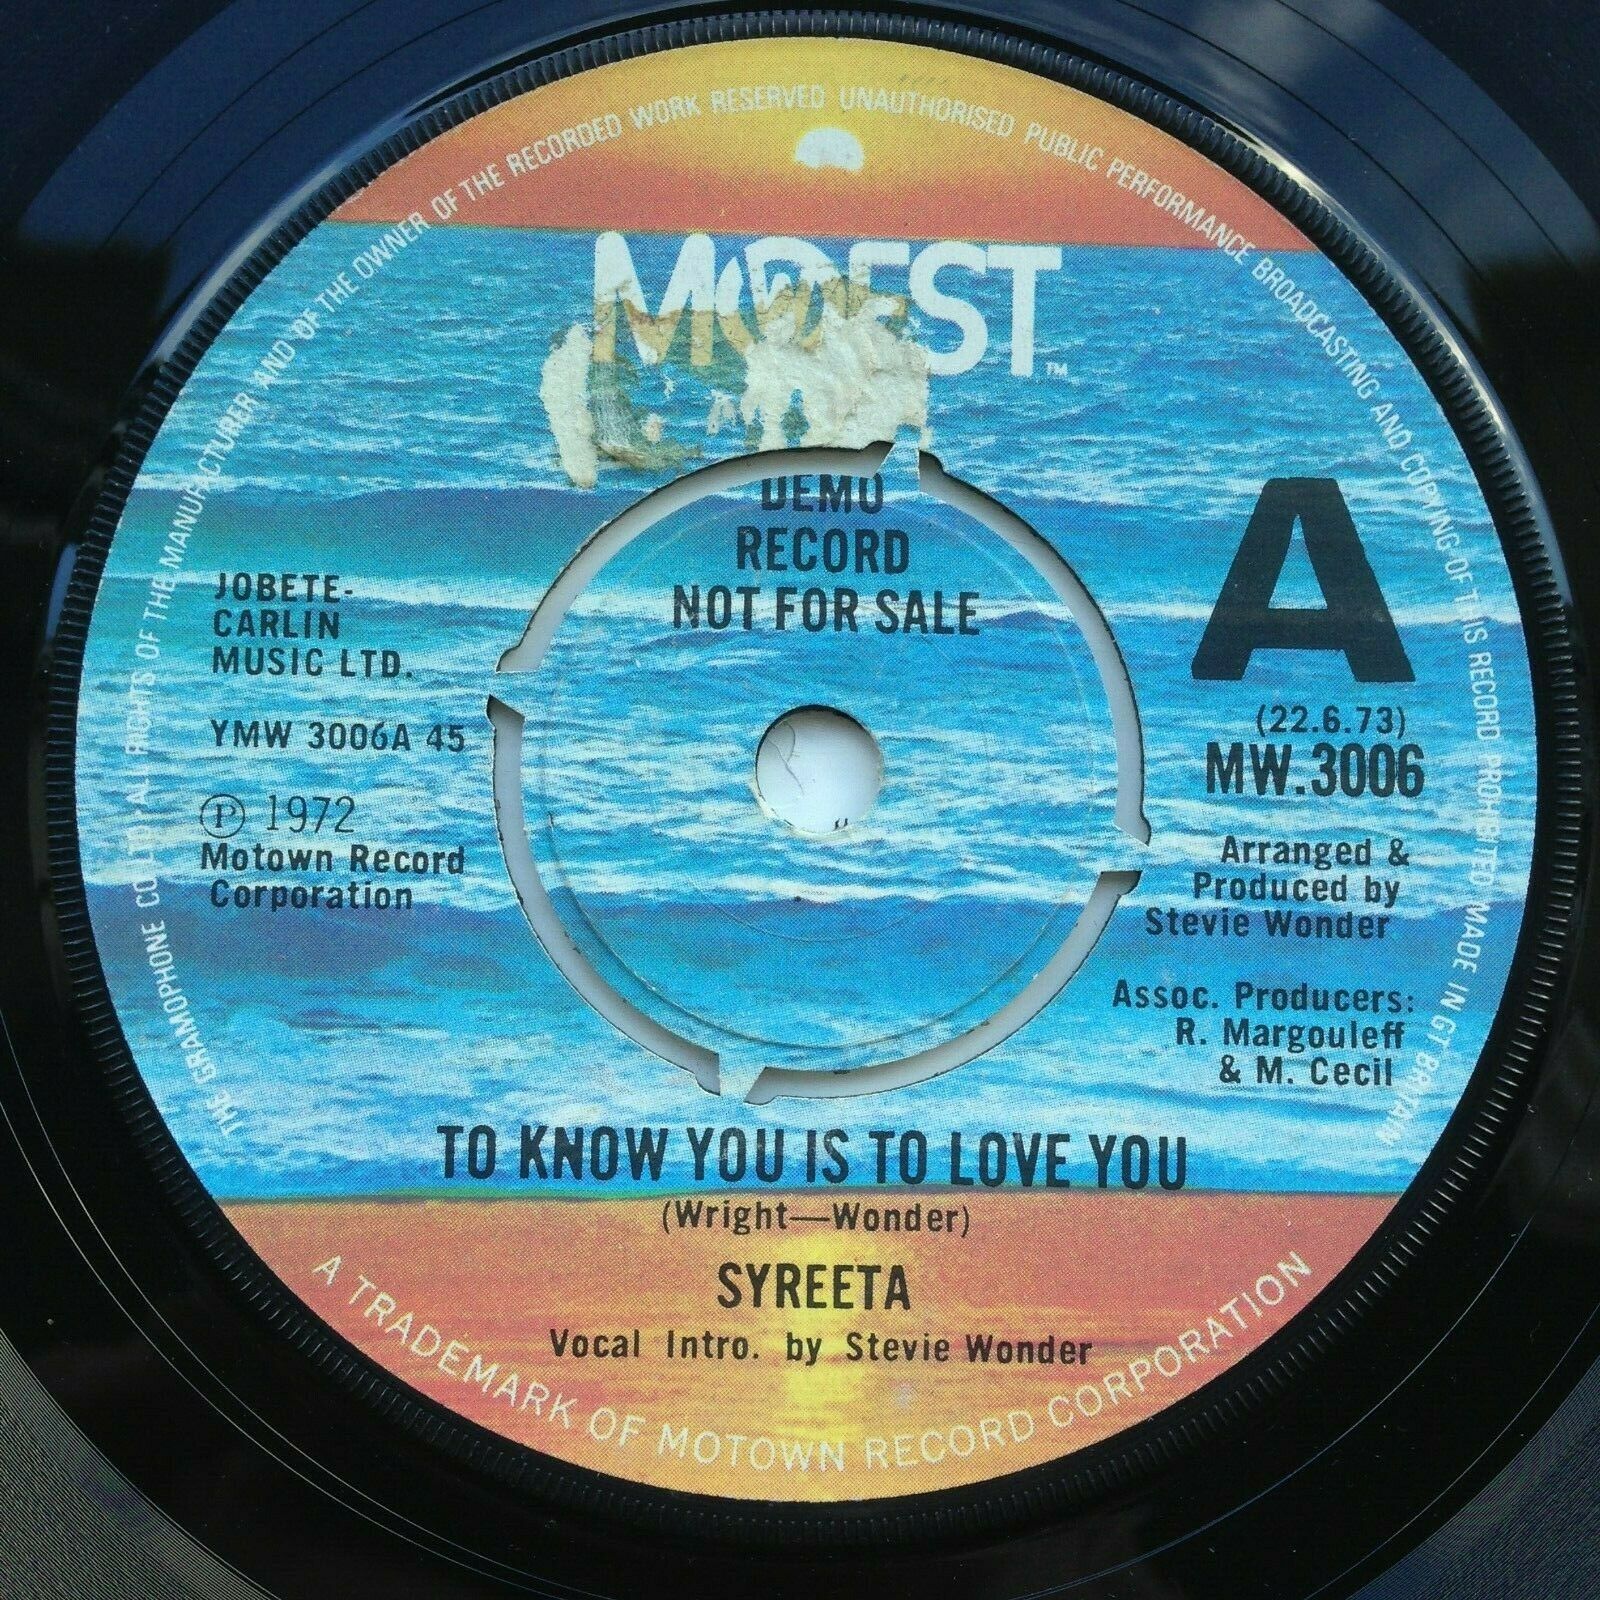 THE GRAMOPHONE CO LTD · ALL RIGHTS OF THE MANUFACTURER AND OF THE OWNER OF THE RECORDED WORK RESERVED UNAUTHORISED PUBLIC PERFORMANCE BROADCASTING AND COPYING OF THIS RECORD PROHIBITED MADE IN GT BRITAIN
MOWEST™
DEMO
RECORD
NOT FOR SALE
JOBETE-
CARLIN
MUSIC LTD.
YMW 3006A 45
Ⓟ 1972
Motown Record
Corporation
A
(22.6.73)
MW.3006
Arranged &
Produced by
Stevie Wonder
Assoc. Producers:
R. Margouleff
& M. Cecil
TO KNOW YOU IS TO LOVE YOU
(Wright—Wonder)
SYREETA
Vocal Intro. by Stevie Wonder
A TRADEMARK OF MOTOWN RECORD CORPORATION